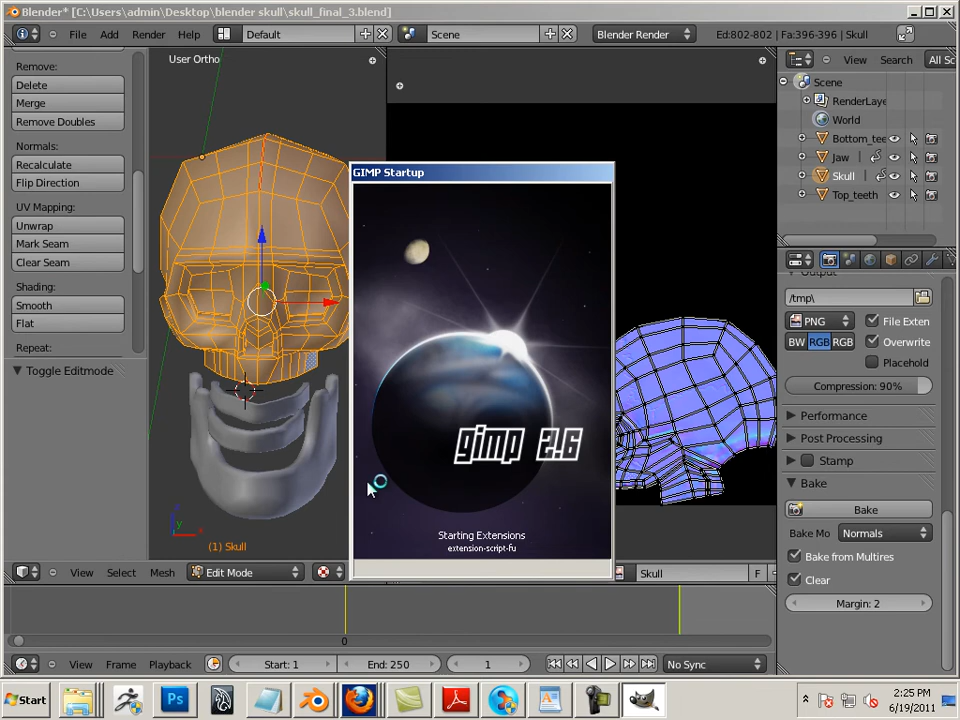 Blender* [C:\Users\admin\Desktop\blender skull\skull_final_3.blend]
File Add Render Help Default Scene Blender Render Ed:802-802 | Fa:396-396 | Skull
Remove:
Delete
Merge
Remove Doubles
Normals:
Recalculate
Flip Direction
UV Mapping:
Unwrap
Mark Seam
Clear Seam
Shading:
Smooth
Flat
Repeat:
Toggle Editmode
User Ortho
z
y
x
(1) Skull
View Select Mesh Edit Mode
GIMP Startup
gimp 2.6
Starting Extensions
extension-script-fu
Skull F
View Search All Sc
Scene
RenderLaye
World
Bottom_tee
Jaw
Skull
Top_teeth
Output
/tmp\
PNG File Exten
BW RGB RGB Overwrite
Placehold
Compression: 90%
Performance
Post Processing
Stamp
Bake
Bake
Bake Mo Normals
Bake from Multires
Clear
Margin: 2
0
View Frame Playback Start: 1 End: 250 1 No Sync
Start Ps 2:25 PM
6/19/2011